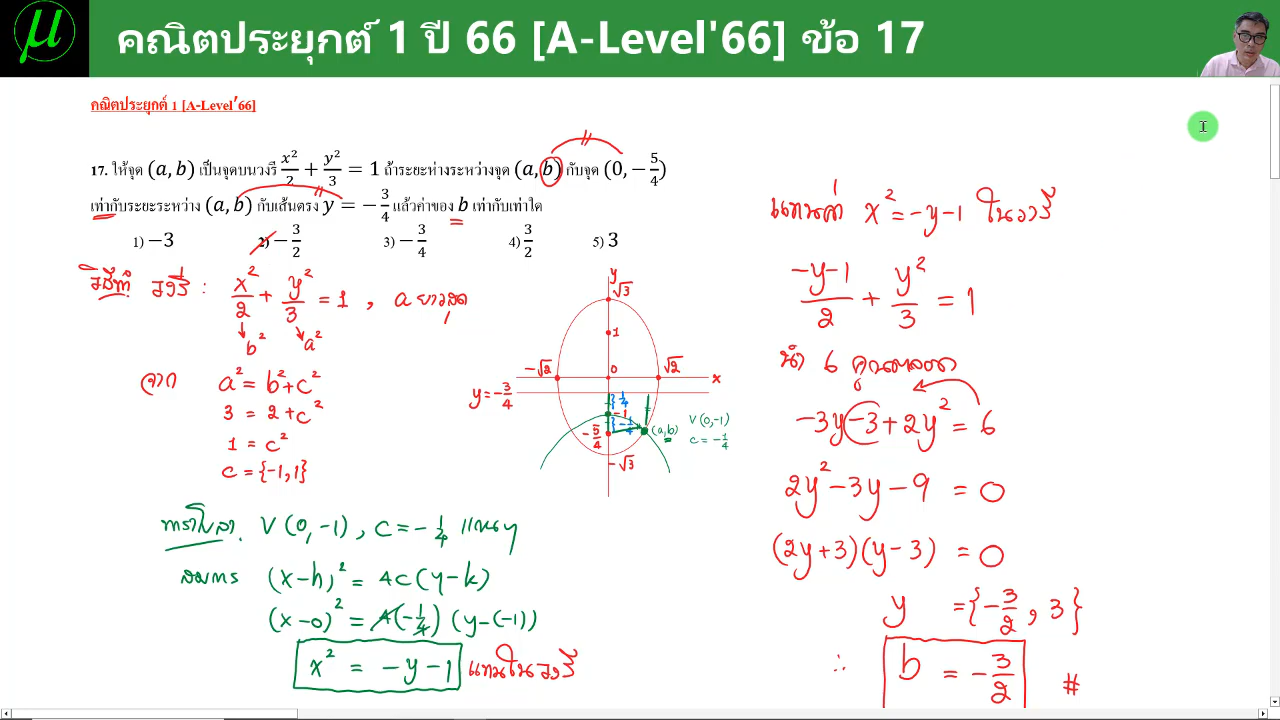 μ
คณิตประยุกต์ 1 ปี 66 [A-Level'66] ข้อ 17
คณิตประยุกต์ 1 [A-Level'66]
17. ให้จุด (a, b) เป็นจุดบนวงรี x²/2 + y²/3 = 1 ถ้าระยะห่างระหว่างจุด (a, b) กับจุด (0, −5/4)
เท่ากับระยะระหว่าง (a, b) กับเส้นตรง y = −3/4 แล้วค่าของ b เท่ากับเท่าใด
1) −3 2) −3/2 3) −3/4 4) 3/2 5) 3
วิธีทำ วงรี : x²/2 + y²/3 = 1 , a ยาวสุด
b² a²
จาก a² = b² + c²
3 = 2 + c²
1 = c²
c = {-1, 1}
y
√3
1
-√2 0 √2 x
y = -3/4
1/4
-1
-1/4
-5/4
(a,b)
V(0,-1)
c = -1/4
-√3
พาราโบลา. V(0, -1) , c = -1/4 แกน y
สมการ (x-h)² = 4c(y-k)
(x-0)² = 4(-1/4)(y-(-1))
x² = -y-1 แทนในวงรี
แทนค่า x² = -y-1 ในวงรี
-y-1/2 + y²/3 = 1
นำ 6 คูณตลอด
-3y-3+2y² = 6
2y²-3y-9 = 0
(2y+3)(y-3) = 0
y = {-3/2, 3}
∴ b = -3/2 #